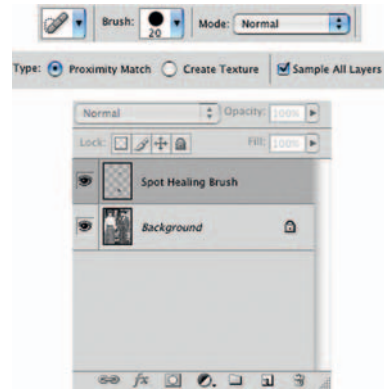 Brush: 20 Mode: Normal
Type: Proximity Match Create Texture Sample All Layers
Normal Opacity: 100%
Lock: Fill: 100%
Spot Healing Brush
Background
fx